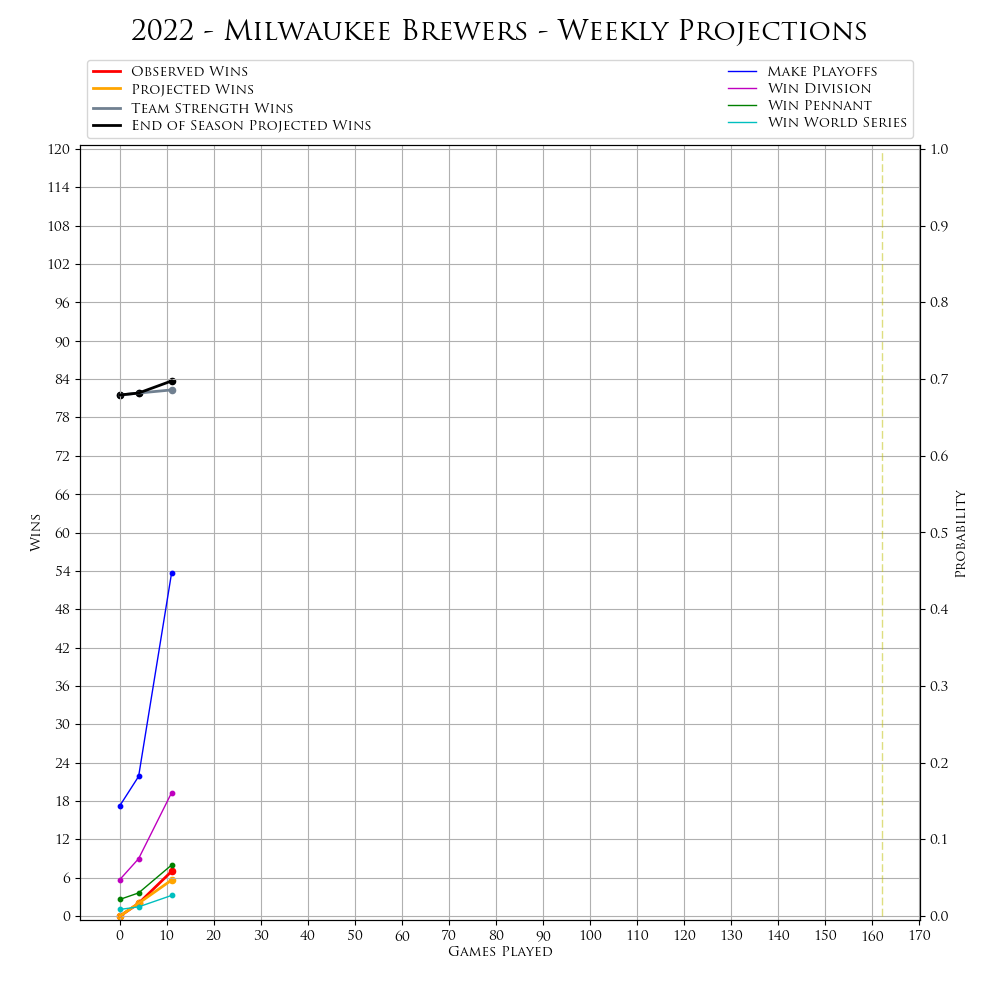 2022 - Milwaukee Brewers - Weekly Projections
Observed Wins
Projected Wins
Team Strength Wins
End of Season Projected Wins
Make Playoffs
Win Division
Win Pennant
Win World Series
120
114
108
102
96
90
84
78
72
66
60
54
48
42
36
30
24
18
12
6
0
Wins
1.0
0.9
0.8
0.7
0.6
0.5
0.4
0.3
0.2
0.1
0.0
Probability
0 10 20 30 40 50 60 70 80 90 100 110 120 130 140 150 160 170
Games Played